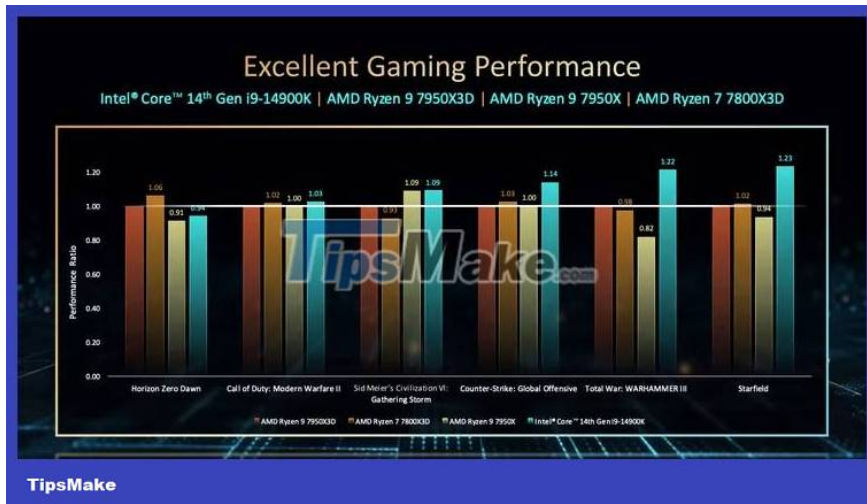 Excellent Gaming Performance
Intel® Core™ 14th Gen i9-14900K | AMD Ryzen 9 7950X3D | AMD Ryzen 9 7950X | AMD Ryzen 7 7800X3D
Performance Ratio
1.20
1.00
0.80
0.60
0.40
0.20
0.00
1.06
0.91
0.94
1.02
1.00
1.03
0.93
1.09
1.09
1.03
1.00
1.14
0.98
0.82
1.22
1.02
0.94
1.23
TipsMake.com
Horizon Zero Dawn
Call of Duty: Modern Warfare II
Sid Meier's Civilization VI:
Gathering Storm
Counter-Strike: Global Offensive
Total War: WARHAMMER III
Starfield
AMD Ryzen 9 7950X3D
AMD Ryzen 7 7800X3D
AMD Ryzen 9 7950X
Intel® Core™ 14th Gen i9-14900K
TipsMake